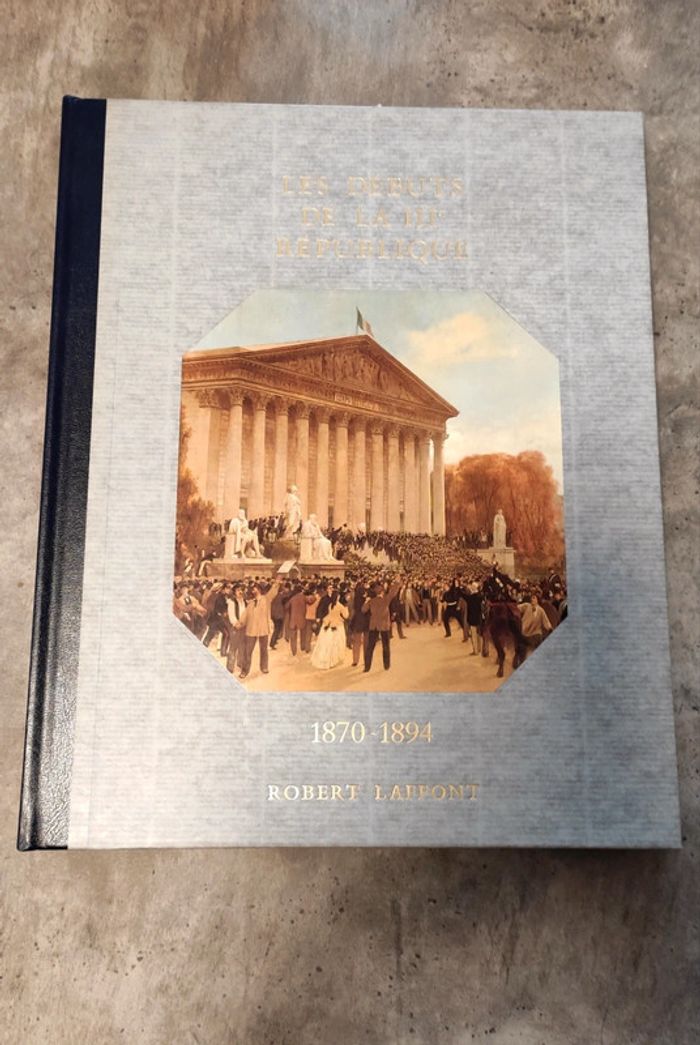 LES DÉBUTS
DE LA IIIᵉ
RÉPUBLIQUE
1870-1894
ROBERT LAFFONT